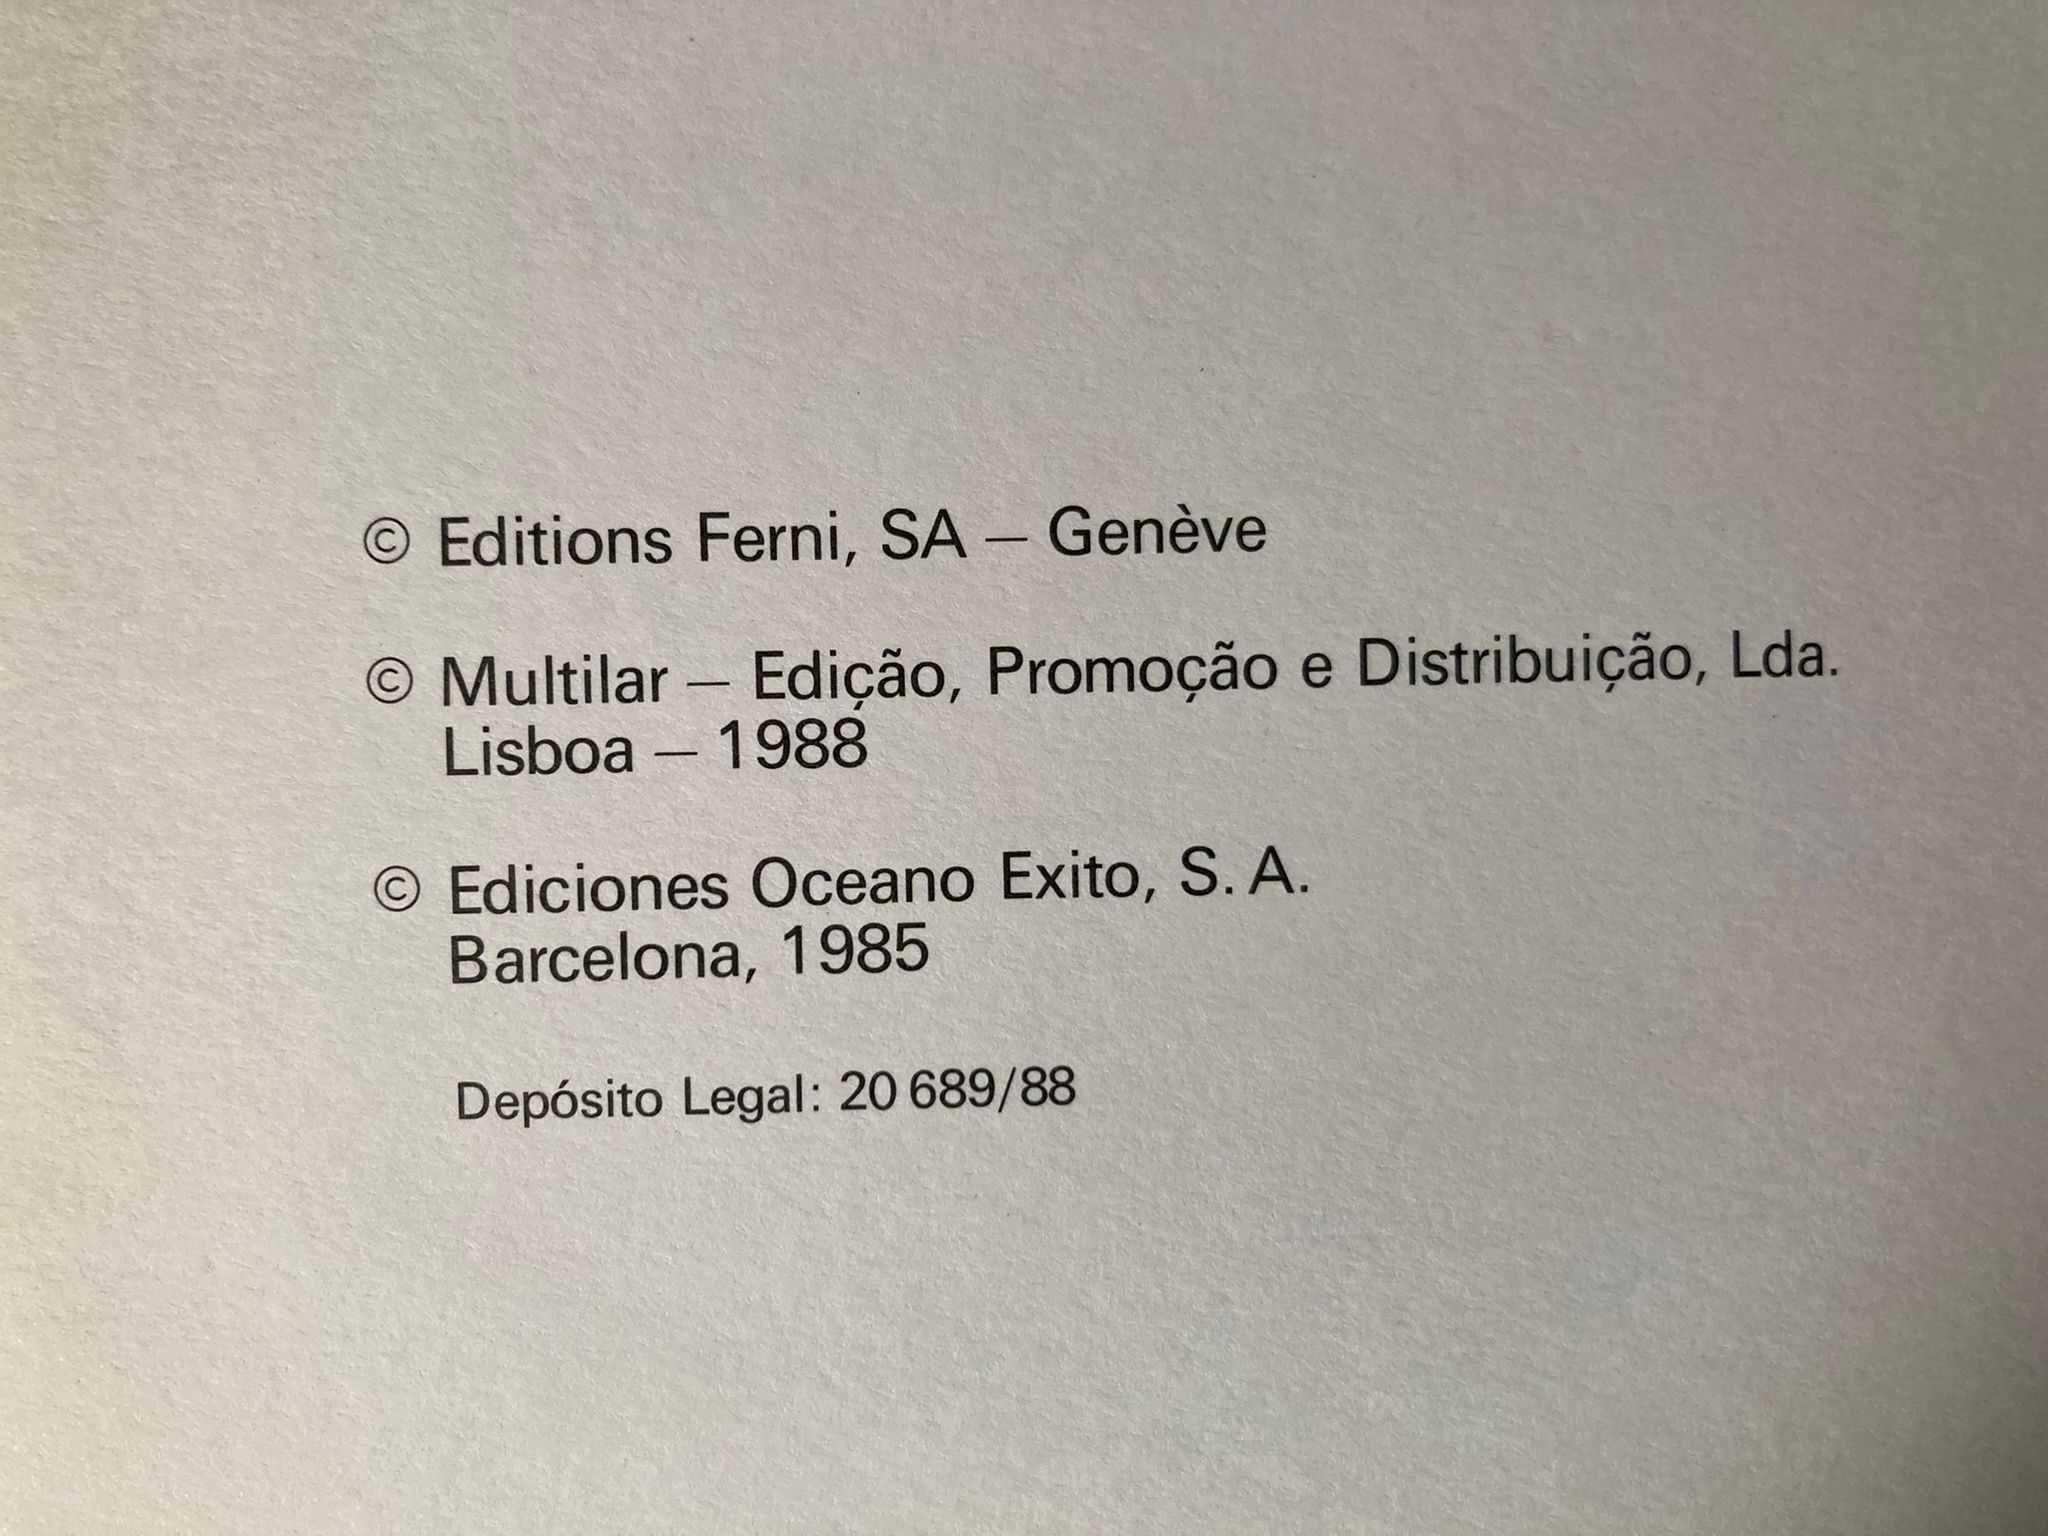 © Editions Ferni, SA – Genève
© Multilar – Edição, Promoção e Distribuição, Lda.
Lisboa – 1988
© Ediciones Oceano Exito, S. A.
Barcelona, 1985
Depósito Legal: 20 689/88